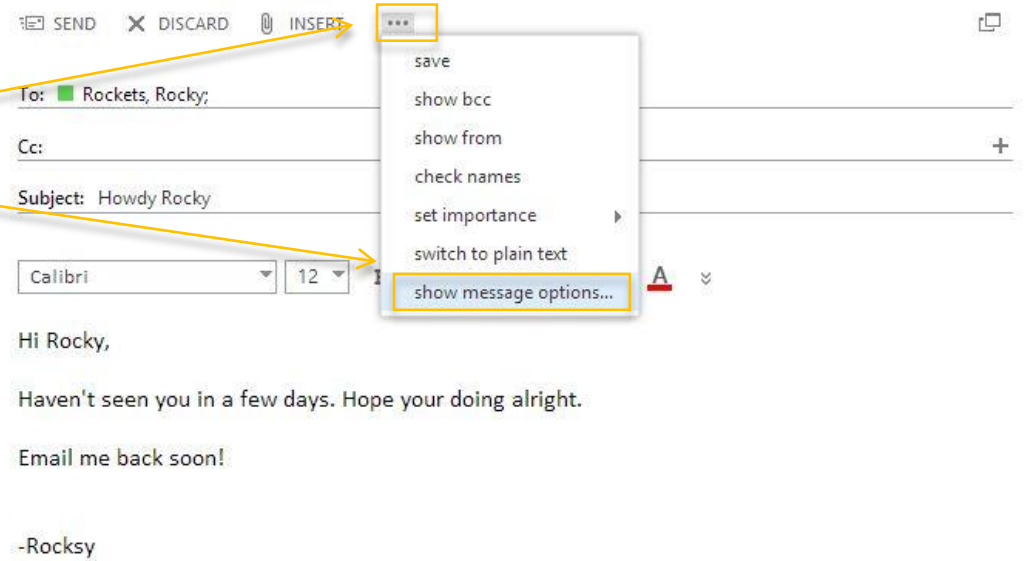 SEND DISCARD INSERT ...
save
To: Rockets, Rocky;
show bcc
show from
Cc: +
check names
Subject: Howdy Rocky
set importance
switch to plain text
Calibri 12 A
show message options...
Hi Rocky,
Haven't seen you in a few days. Hope your doing alright.
Email me back soon!
-Rocksy